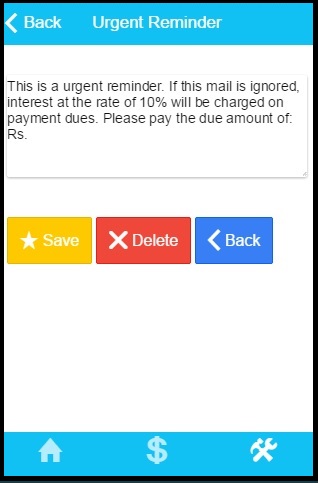 Back Urgent Reminder
This is a urgent reminder. If this mail is ignored,
interest at the rate of 10% will be charged on
payment dues. Please pay the due amount of:
Rs.
Save Delete Back